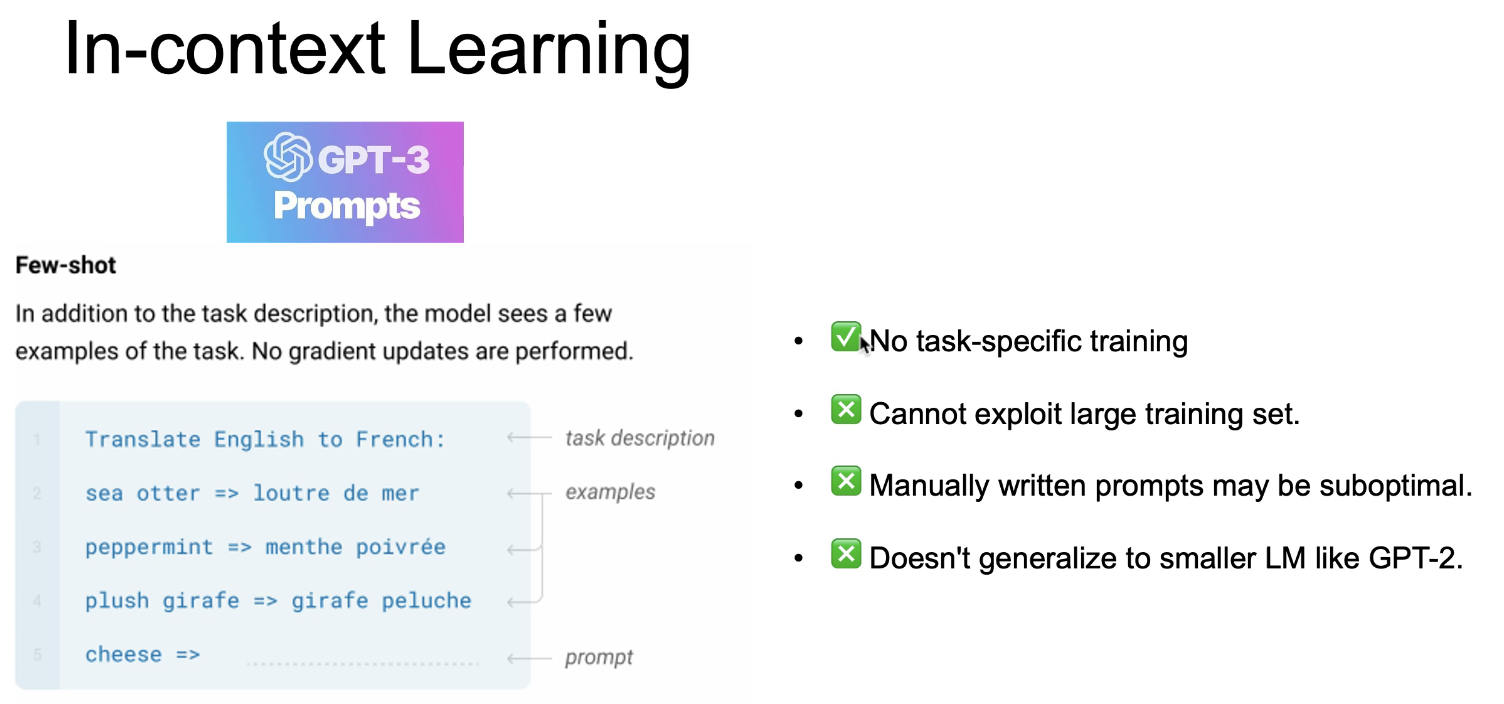 In-context Learning
GPT-3
Prompts
Few-shot
In addition to the task description, the model sees a few
examples of the task. No gradient updates are performed.
1 Translate English to French: task description
2 sea otter => loutre de mer examples
3 peppermint => menthe poivrée
4 plush girafe => girafe peluche
5 cheese => prompt
• ✅ No task-specific training
• ❎ Cannot exploit large training set.
• ❎ Manually written prompts may be suboptimal.
• ❎ Doesn't generalize to smaller LM like GPT-2.